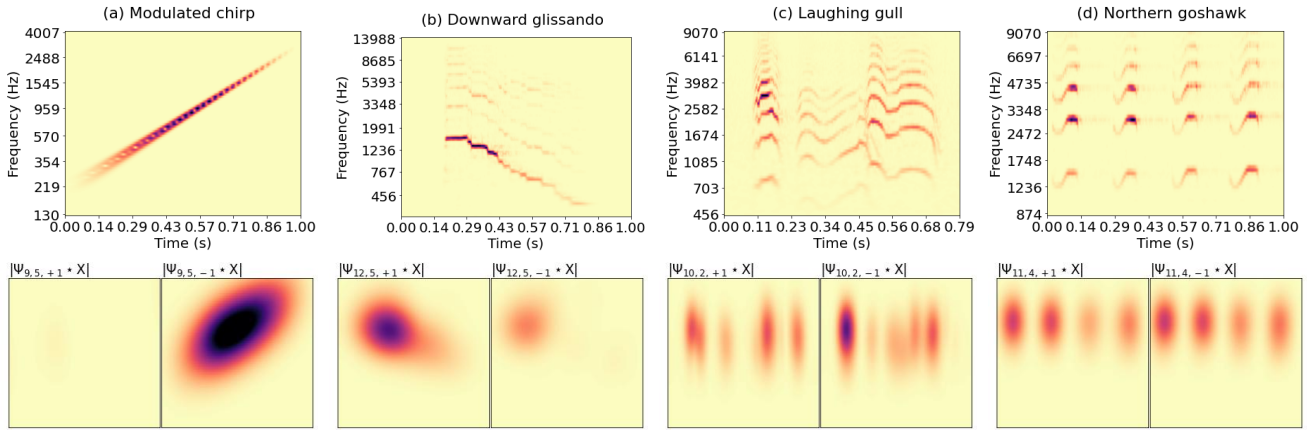 (a) Modulated chirp
Frequency (Hz)
4007
2488
1545
959
570
354
219
130
0.00 0.14 0.29 0.43 0.57 0.71 0.86 1.00
Time (s)
(b) Downward glissando
Frequency (Hz)
13988
8685
5393
3348
1991
1236
767
456
0.00 0.14 0.29 0.43 0.57 0.71 0.86 1.00
Time (s)
(c) Laughing gull
Frequency (Hz)
9070
6141
3982
2582
1674
1085
703
456
0.00 0.11 0.23 0.34 0.45 0.56 0.68 0.79
Time (s)
(d) Northern goshawk
Frequency (Hz)
9070
6697
4735
3348
2472
1748
1236
874
0.00 0.14 0.29 0.43 0.57 0.71 0.86 1.00
Time (s)
|Ψ9, 5, +1 ⋆ X|
|Ψ9, 5, −1 ⋆ X|
|Ψ12, 5, +1 ⋆ X|
|Ψ12, 5, −1 ⋆ X|
|Ψ10, 2, +1 ⋆ X|
|Ψ10, 2, −1 ⋆ X|
|Ψ11, 4, +1 ⋆ X|
|Ψ11, 4, −1 ⋆ X|